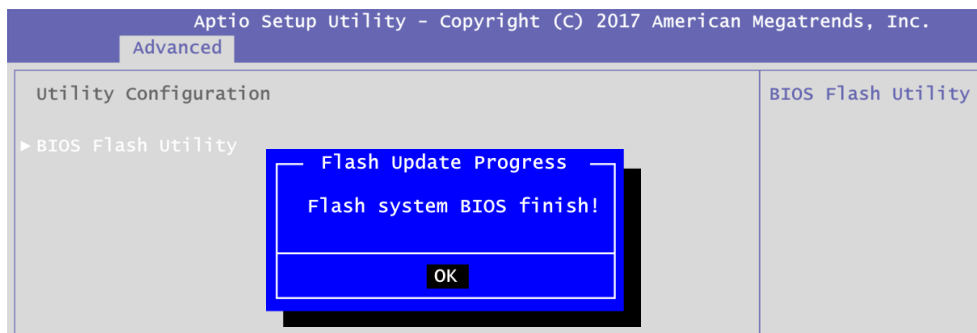 Aptio Setup Utility - Copyright (C) 2017 American Megatrends, Inc.
Advanced
Utility Configuration
BIOS Flash Utility
►BIOS Flash Utility
Flash Update Progress
Flash system BIOS finish!
OK